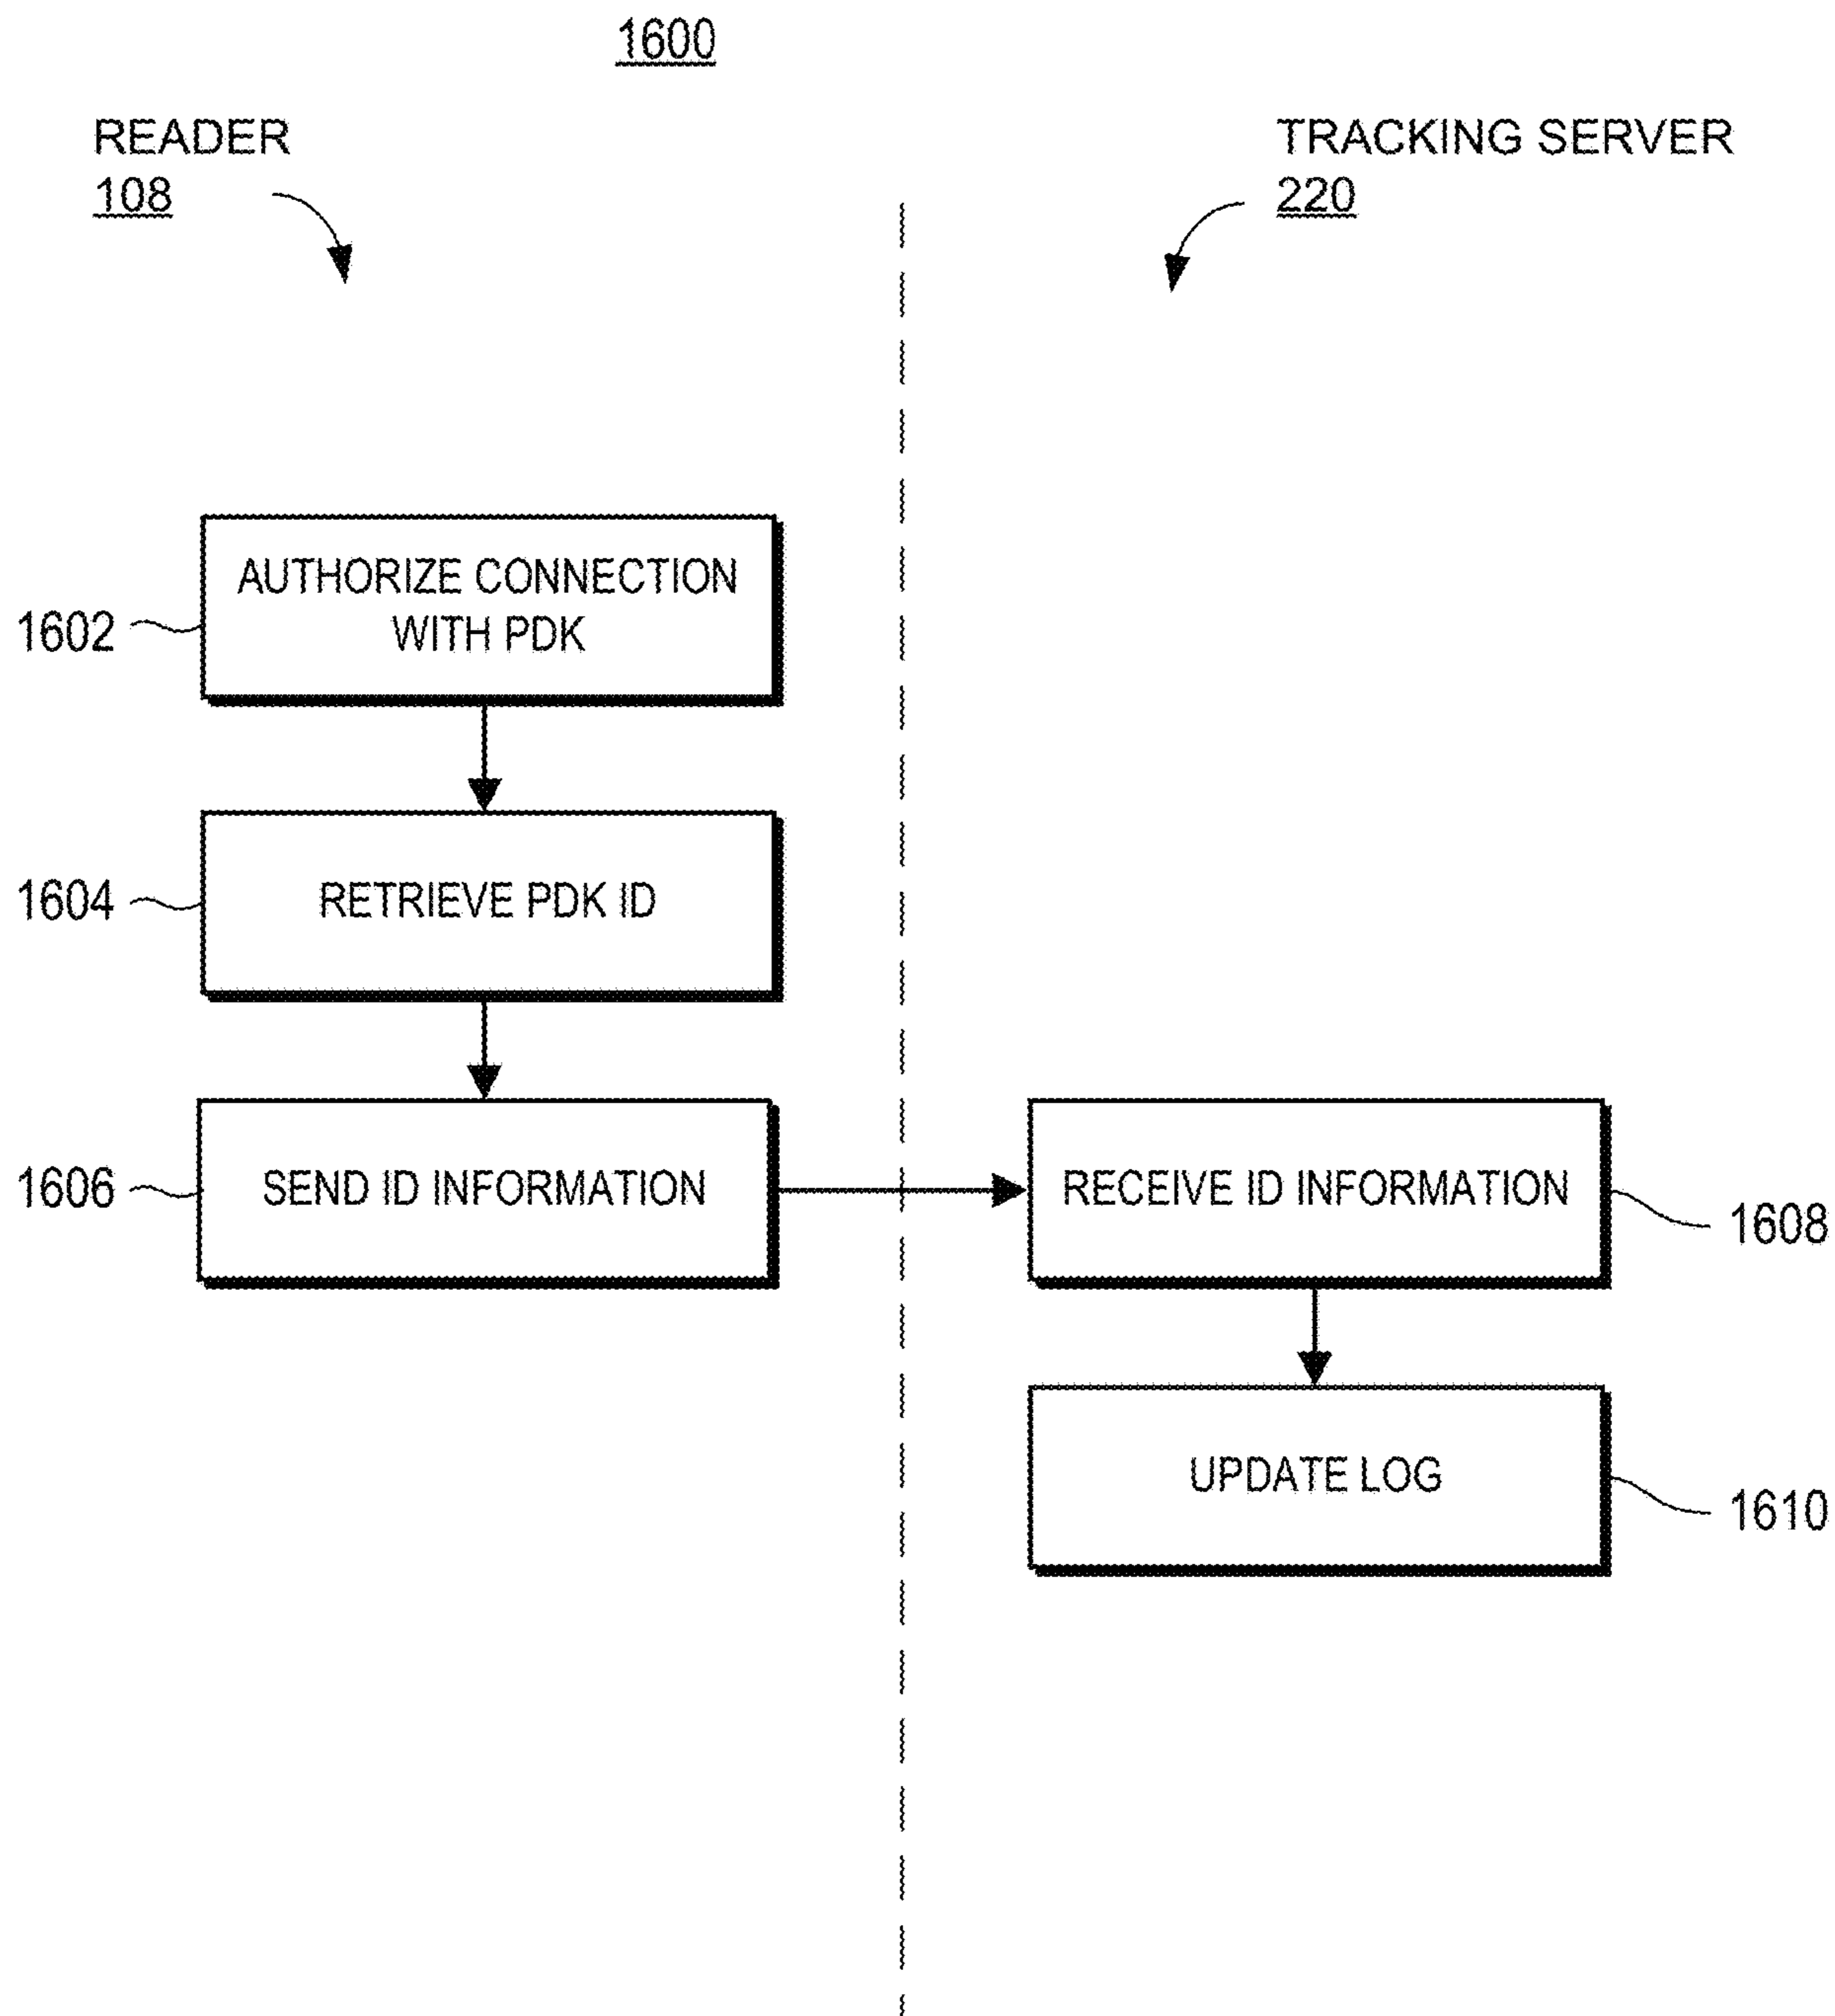 1600
READER
108
TRACKING SERVER
220
AUTHORIZE CONNECTION
WITH PDK
1602
RETRIEVE PDK ID
1604
SEND ID INFORMATION
1606
RECEIVE ID INFORMATION
1608
UPDATE LOG
1610